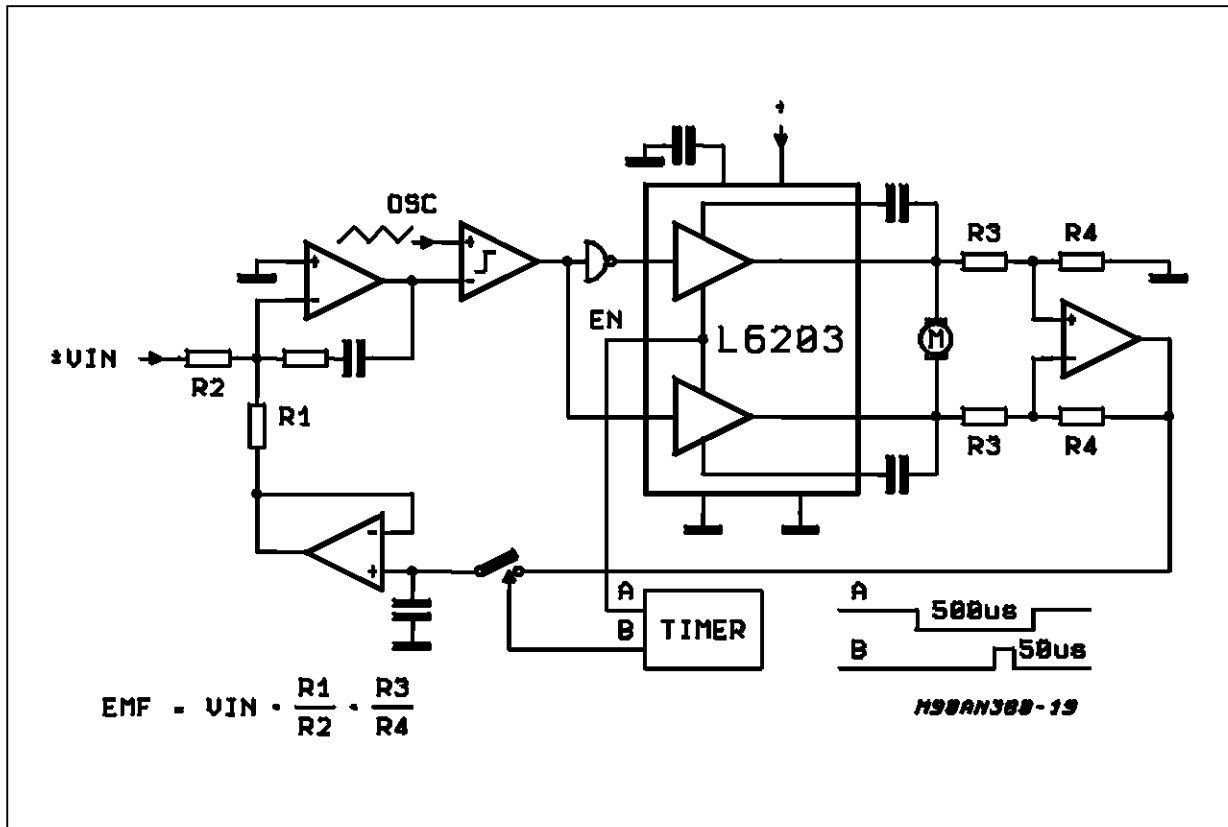 +
OSC
R3
R4
+
-
+
-
EN
L6203
M
+
-
±VIN
R2
R1
R3
R4
-
+
A
B
TIMER
A
500us
B
50us
EMF = VIN · R1/R2 · R3/R4
M90AN380-19